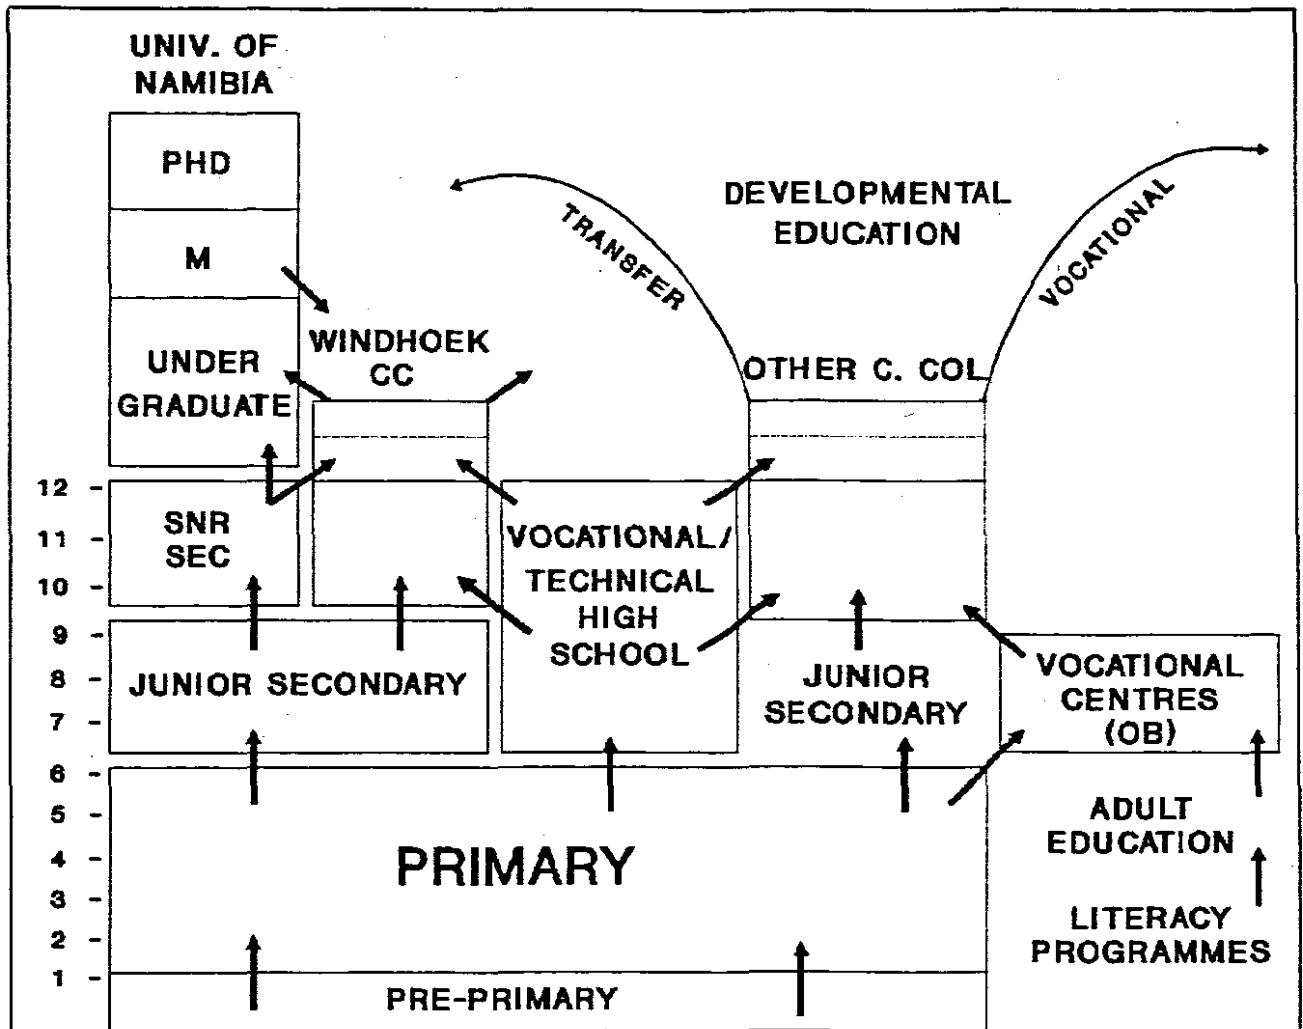 UNIV. OF
NAMIBIA
PHD
M
UNDER
GRADUATE
WINDHOEK
CC
TRANSFER
DEVELOPMENTAL
EDUCATION
VOCATIONAL
OTHER C. COL
12 -
11 -
10 -
SNR
SEC
VOCATIONAL/
TECHNICAL
HIGH
SCHOOL
9 -
8 -
7 -
JUNIOR SECONDARY
JUNIOR
SECONDARY
VOCATIONAL
CENTRES
(OB)
6 -
5 -
4 -
3 -
2 -
1 -
PRIMARY
ADULT
EDUCATION
LITERACY
PROGRAMMES
PRE-PRIMARY